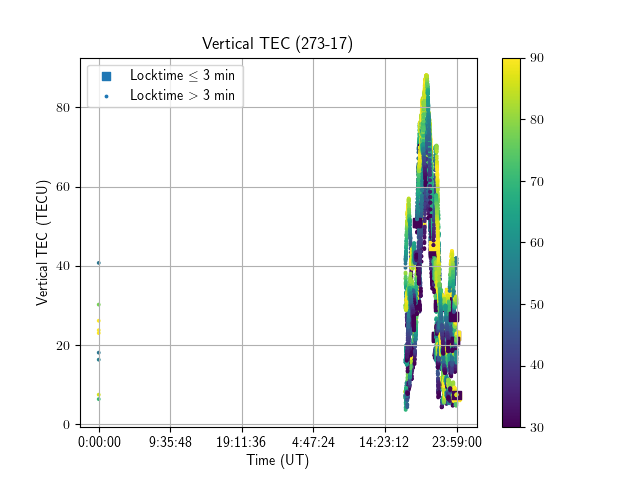 Vertical TEC (273-17)
Locktime ≤ 3 min
Locktime > 3 min
Vertical TEC (TECU)
80
60
40
20
0
0:00:00 9:35:48 19:11:36 4:47:24 14:23:12 23:59:00
Time (UT)
90
80
70
60
50
40
30